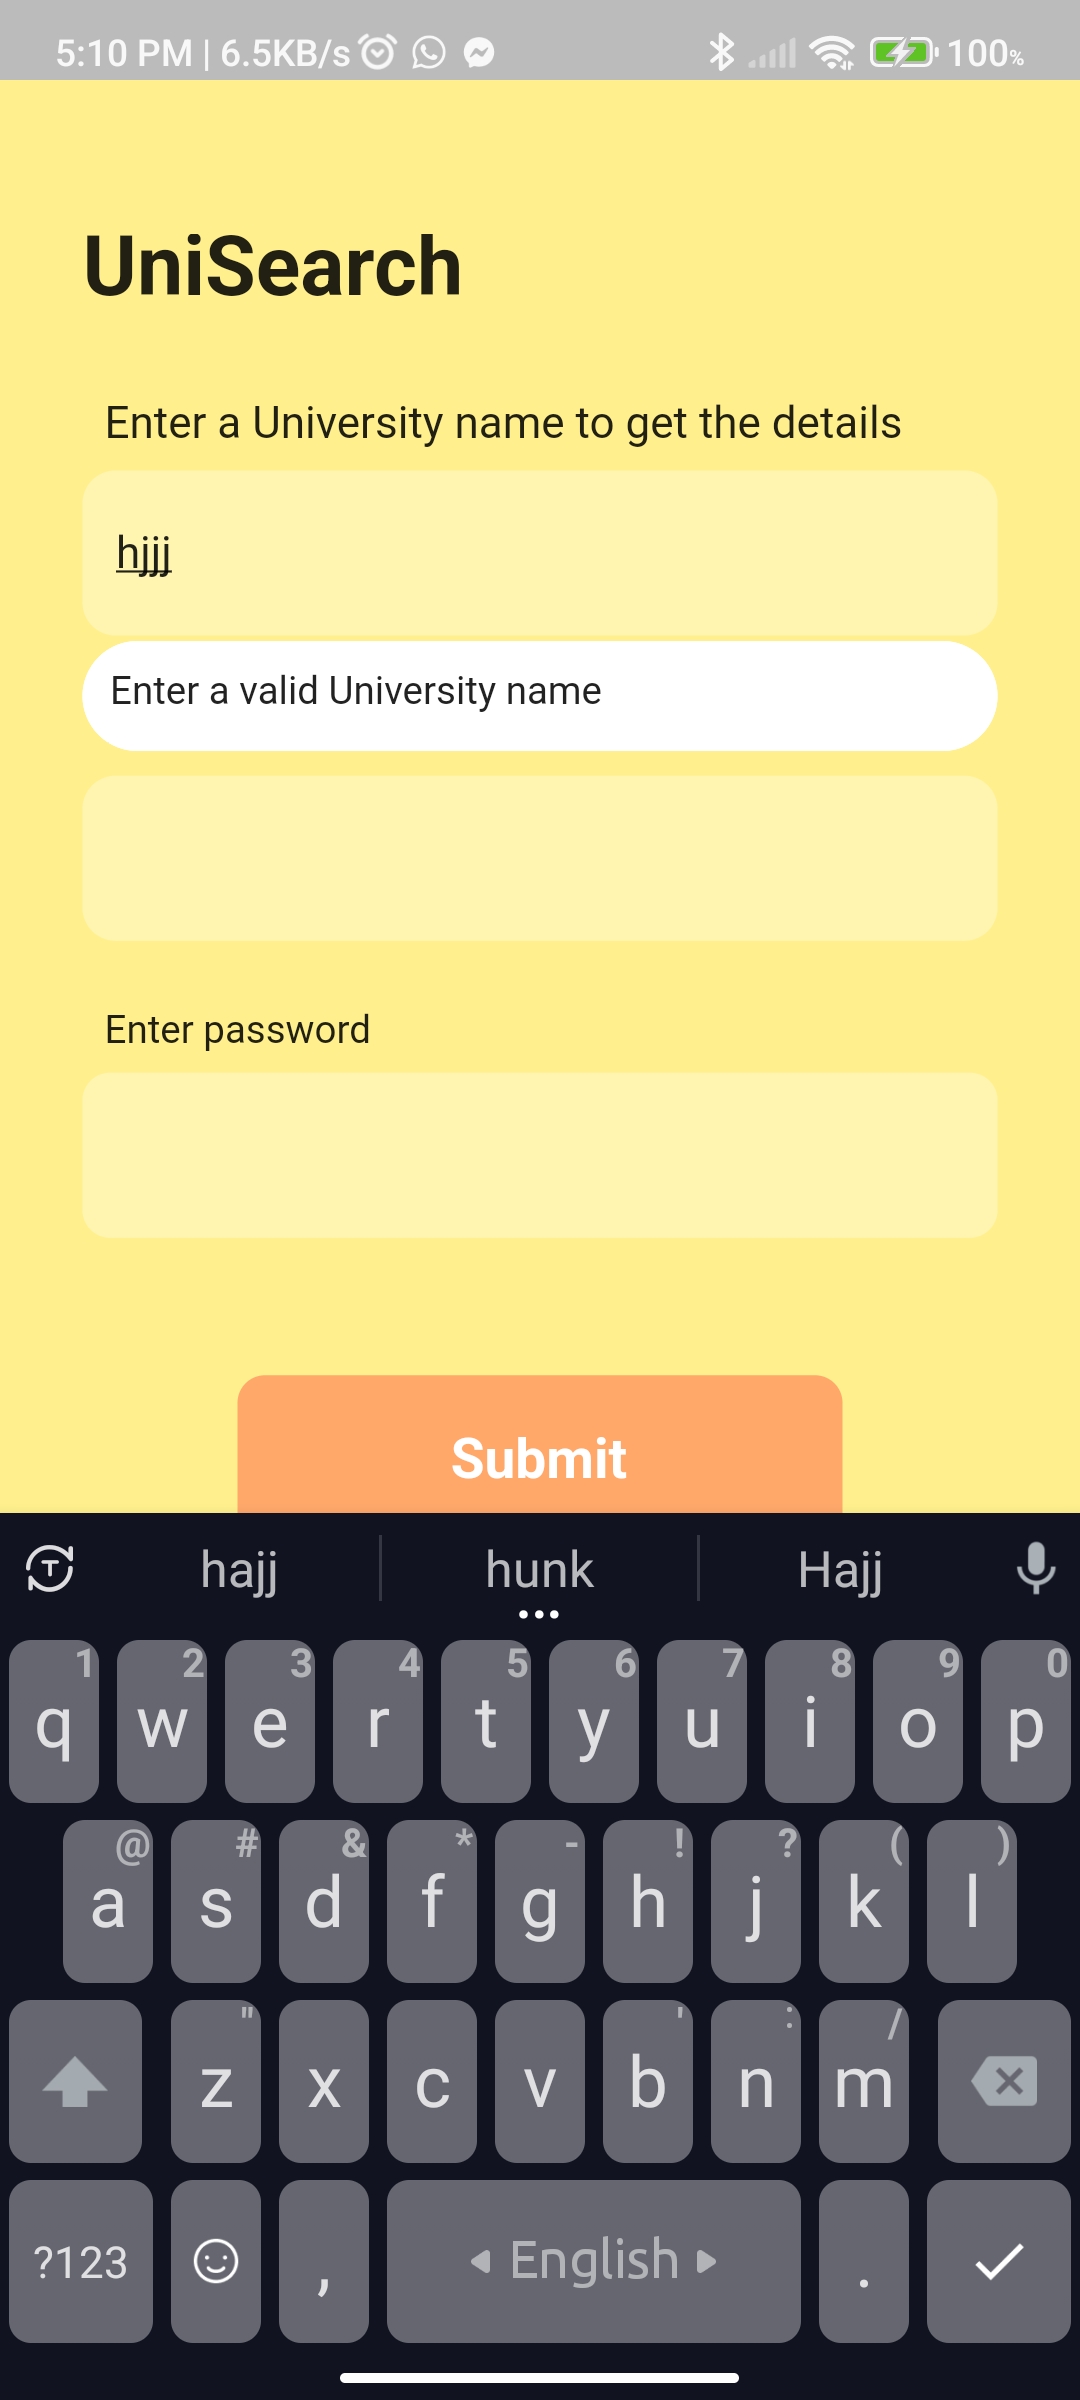 5:10 PM | 6.5KB/s 100%
UniSearch
Enter a University name to get the details
hjjj
Enter a valid University name
Enter password
Submit
hajj hunk Hajj
1 2 3 4 5 6 7 8 9 0
q w e r t y u i o p
@ # & * - ! ? ( )
a s d f g h j k l
" ' : /
z x c v b n m
?123 , English .